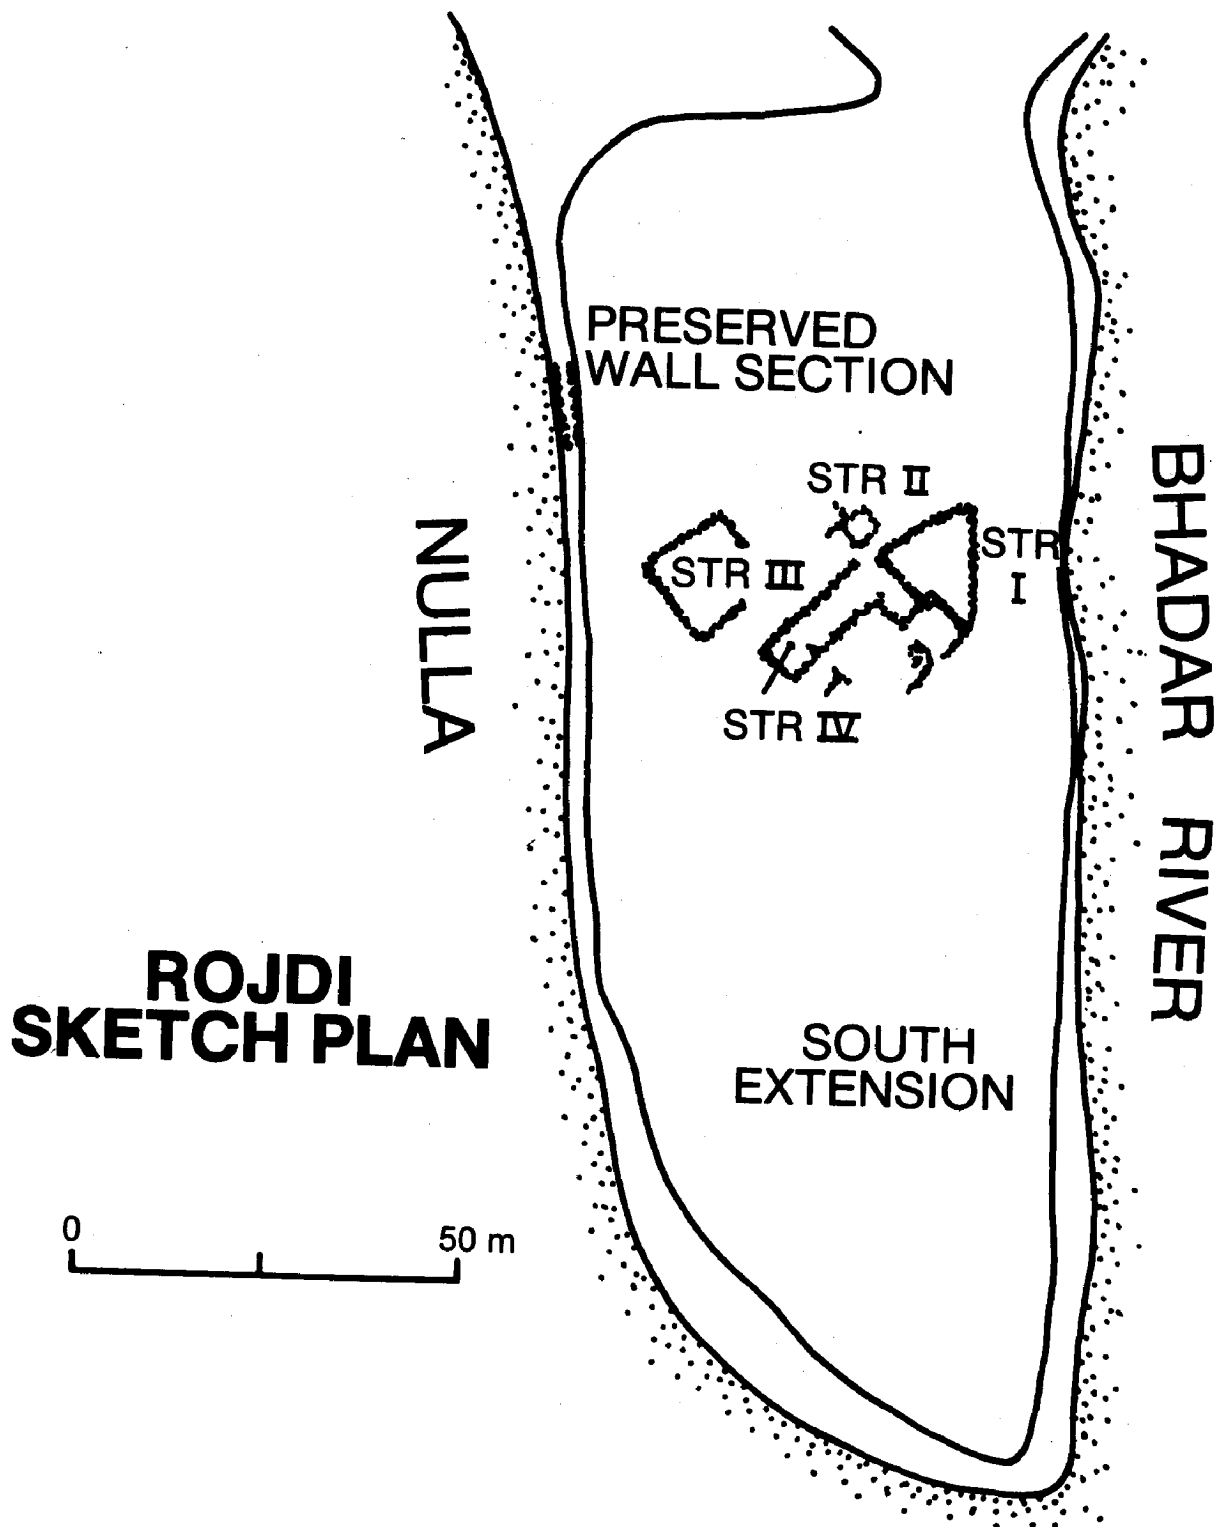 PRESERVED
WALL SECTION
STR II
STR
I
STR III
STR IV
NULLA
BHADAR RIVER
ROJDI
SKETCH PLAN
SOUTH
EXTENSION
0
50 m